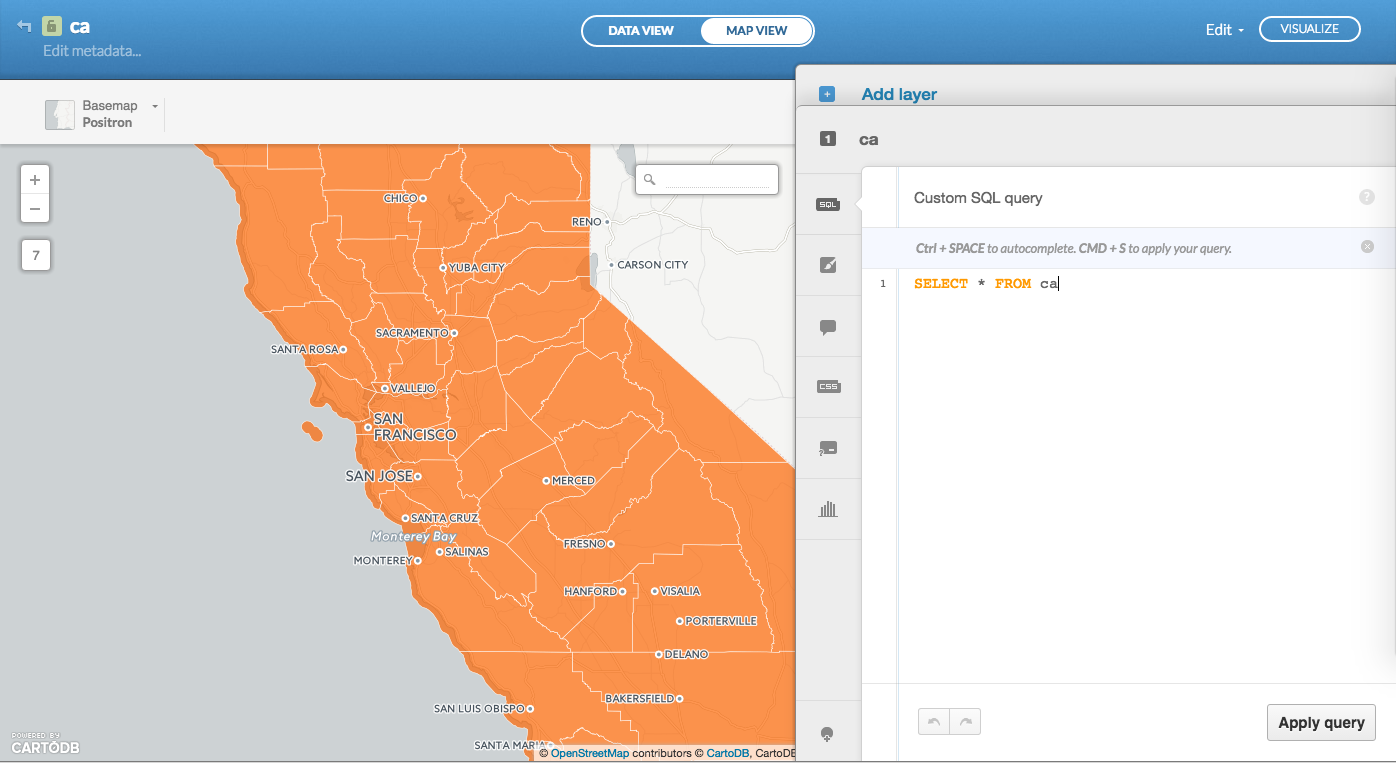 ca
Edit metadata...
DATA VIEW
MAP VIEW
Edit
VISUALIZE
Basemap
Positron
+
−
7
Add layer
1
ca
SQL
CSS
?
Custom SQL query
?
Ctrl + SPACE to autocomplete. CMD + S to apply your query.
1
SELECT * FROM ca
Apply query
CHICO
RENO
YUBA CITY
CARSON CITY
SACRAMENTO
SANTA ROSA
VALLEJO
SAN
FRANCISCO
SAN JOSE
MERCED
SANTA CRUZ
Monterey Bay
SALINAS
FRESNO
MONTEREY
HANFORD
VISALIA
PORTERVILLE
DELANO
BAKERSFIELD
SAN LUIS OBISPO
SANTA MARIA
POWERED BY
CARTODB
© OpenStreetMap contributors © CartoDB, CartoDB